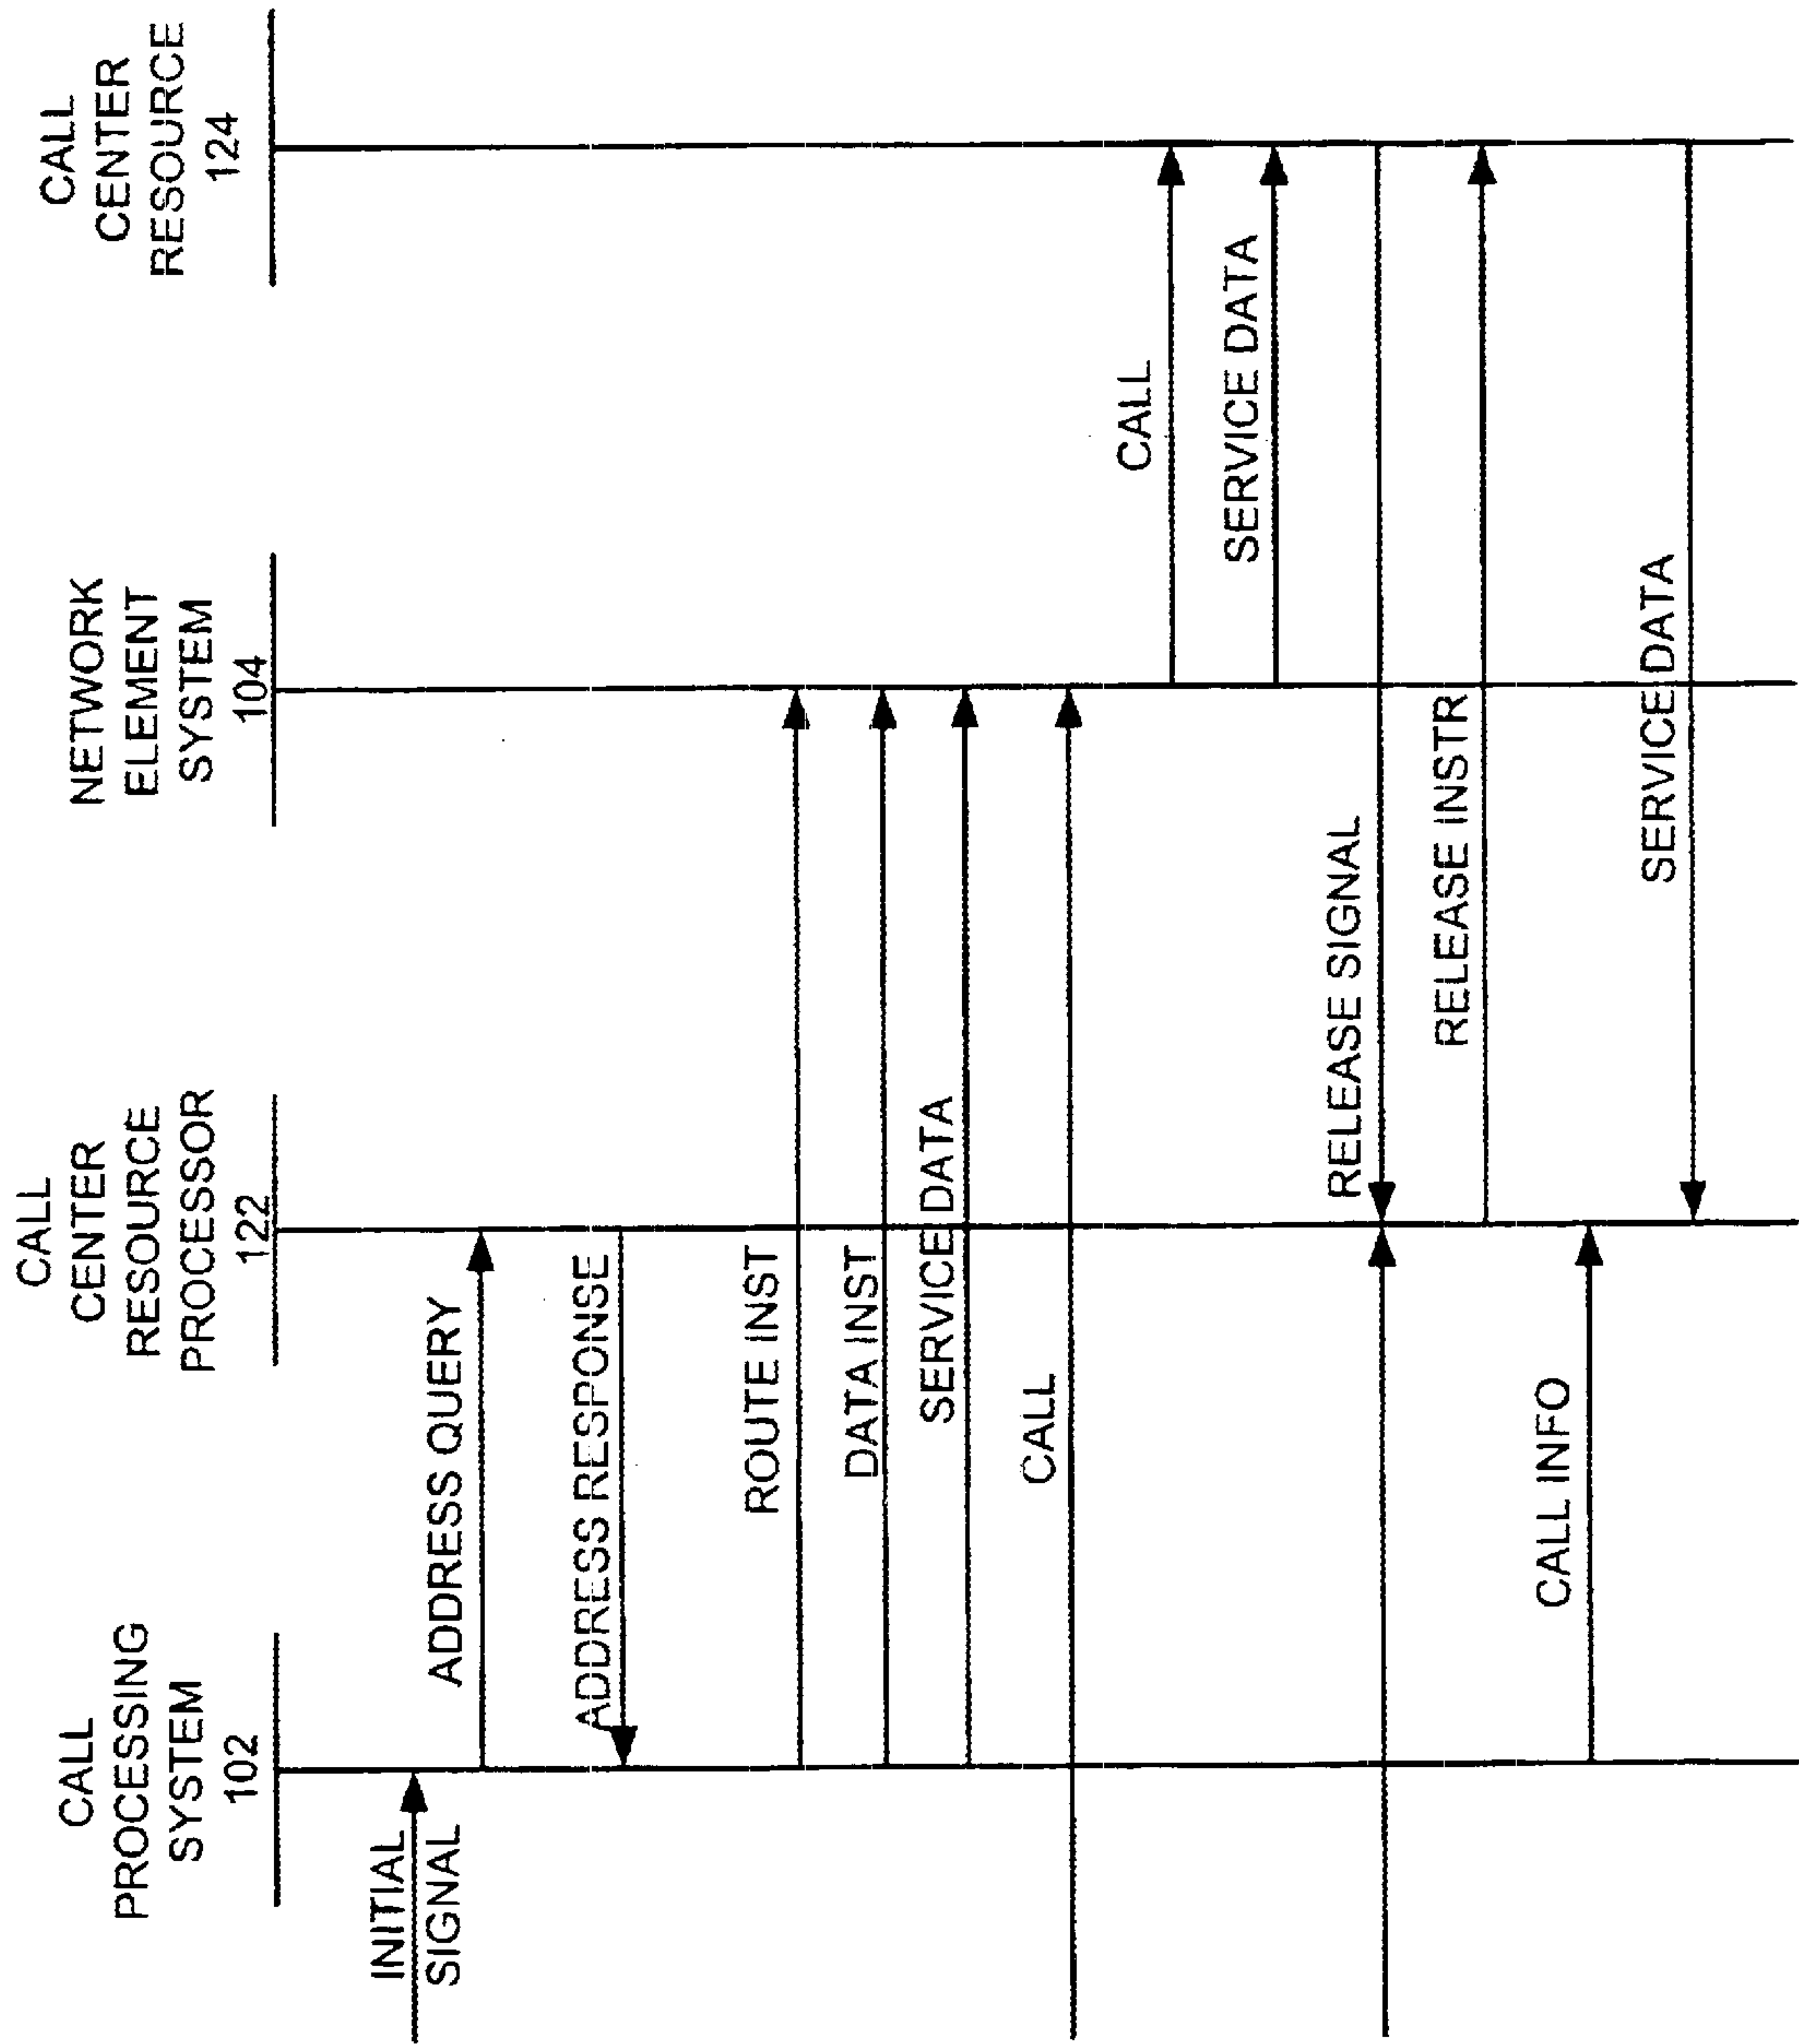 CALL
PROCESSING
SYSTEM
102
CALL
CENTER
RESOURCE
PROCESSOR
122
NETWORK
ELEMENT
SYSTEM
104
CALL
CENTER
RESOURCE
124
INITIAL
SIGNAL
ADDRESS QUERY
ADDRESS RESPONSE
ROUTE INST
DATA INST
SERVICE DATA
CALL
CALL
SERVICE DATA
RELEASE SIGNAL
RELEASE INSTR
CALL INFO
SERVICE DATA